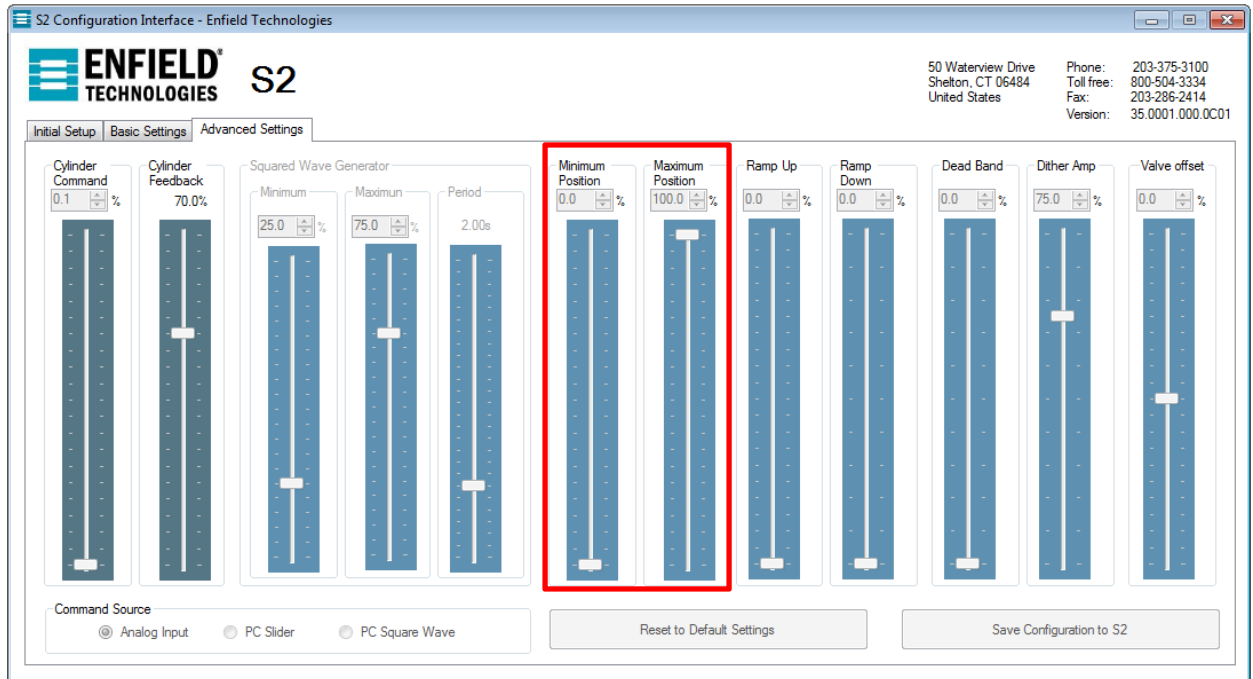 S2 Configuration Interface - Enfield Technologies
ENFIELD®
TECHNOLOGIES
S2
50 Waterview Drive
Shelton, CT 06484
United States
Phone: 203-375-3100
Toll free: 800-504-3334
Fax: 203-286-2414
Version: 35.0001.000.0C01
Initial Setup Basic Settings Advanced Settings
Cylinder Command
0.1 %
Cylinder Feedback
70.0%
Squared Wave Generator
Minimum
25.0 %
Maximun
75.0 %
Period
2.00s
Minimum Position
0.0 %
Maximum Position
100.0 %
Ramp Up
0.0 %
Ramp Down
0.0 %
Dead Band
0.0 %
Dither Amp
75.0 %
Valve offset
0.0 %
Command Source
Analog Input PC Slider PC Square Wave
Reset to Default Settings
Save Configuration to S2